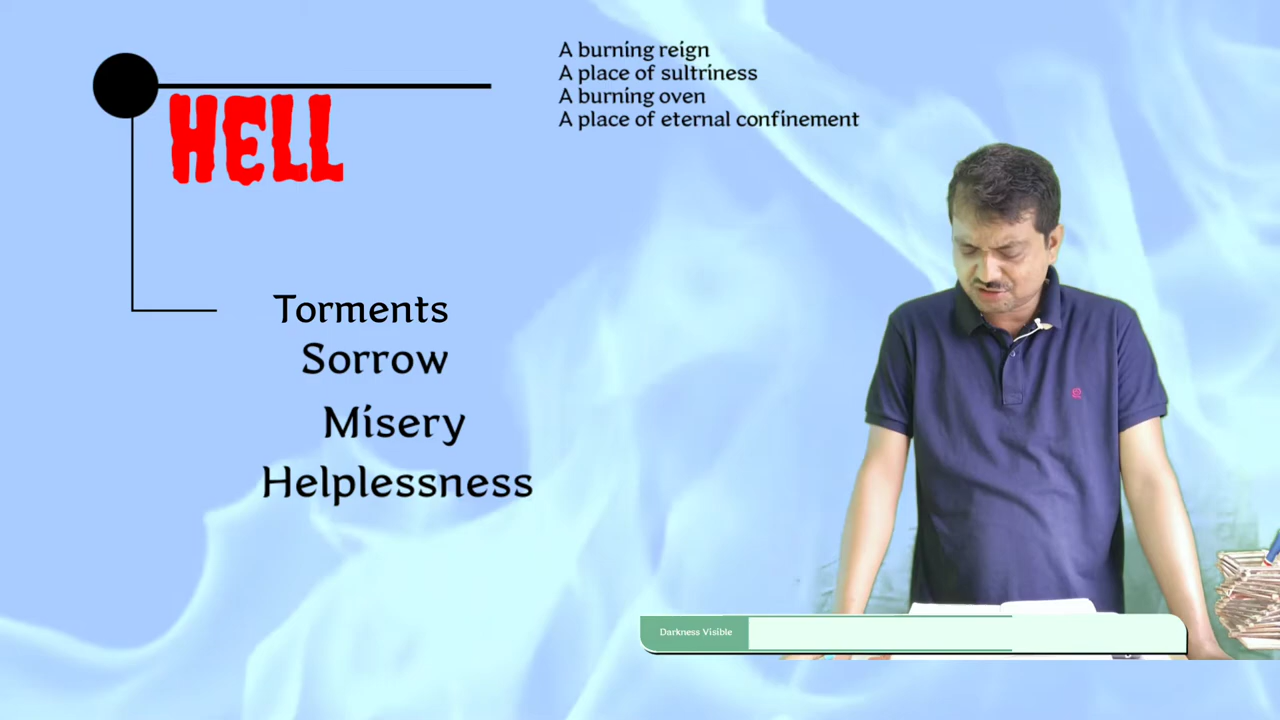 A burning reign
A place of sultriness
A burning oven
A place of eternal confinement
HELL
Torments
Sorrow
Misery
Helplessness
Darkness Visible